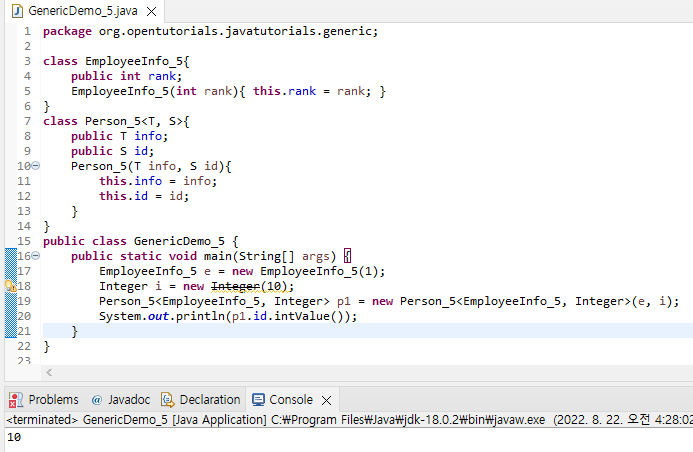 GenericDemo_5.java
1 package org.opentutorials.javatutorials.generic;
2
3 class EmployeeInfo_5{
4     public int rank;
5     EmployeeInfo_5(int rank){ this.rank = rank; }
6 }
7 class Person_5<T, S>{
8     public T info;
9     public S id;
10     Person_5(T info, S id){
11         this.info = info;
12         this.id = id;
13     }
14 }
15 public class GenericDemo_5 {
16     public static void main(String[] args) {
17         EmployeeInfo_5 e = new EmployeeInfo_5(1);
18         Integer i = new Integer(10);
19         Person_5<EmployeeInfo_5, Integer> p1 = new Person_5<EmployeeInfo_5, Integer>(e, i);
20         System.out.println(p1.id.intValue());
21     }
22 }
23
Problems @ Javadoc Declaration Console
<terminated> GenericDemo_5 [Java Application] C:₩Program Files₩Java₩jdk-18.0.2₩bin₩javaw.exe (2022. 8. 22. 오전 4:28:02
10